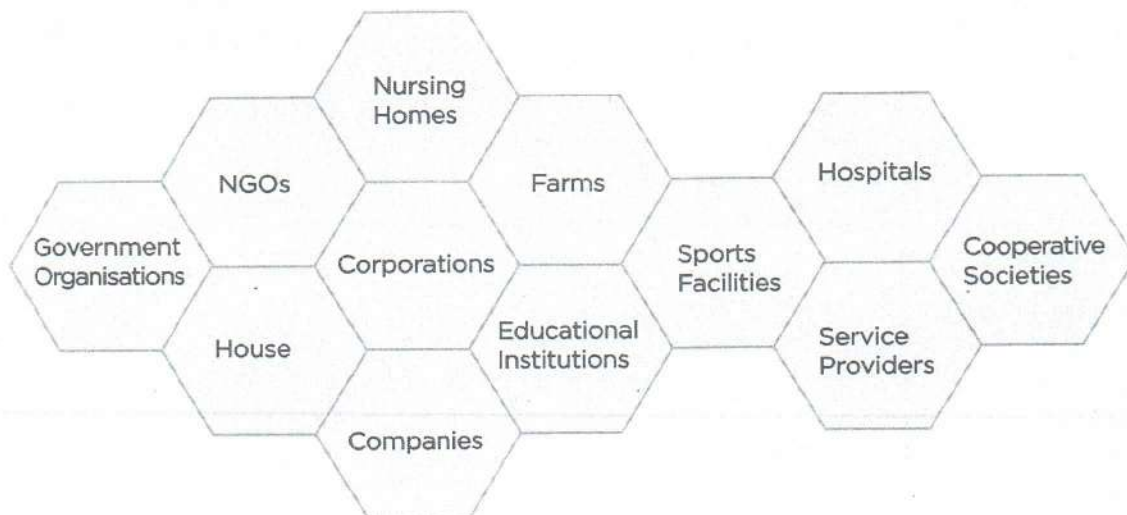 Nursing
Homes
NGOs
Farms
Hospitals
Government
Organisations
Corporations
Sports
Facilities
Cooperative
Societies
House
Educational
Institutions
Service
Providers
Companies